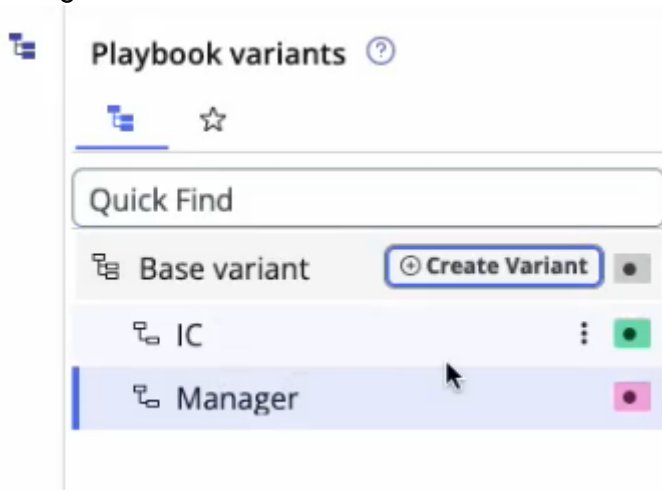 Playbook variants
Quick Find
Base variant Create Variant
IC
Manager